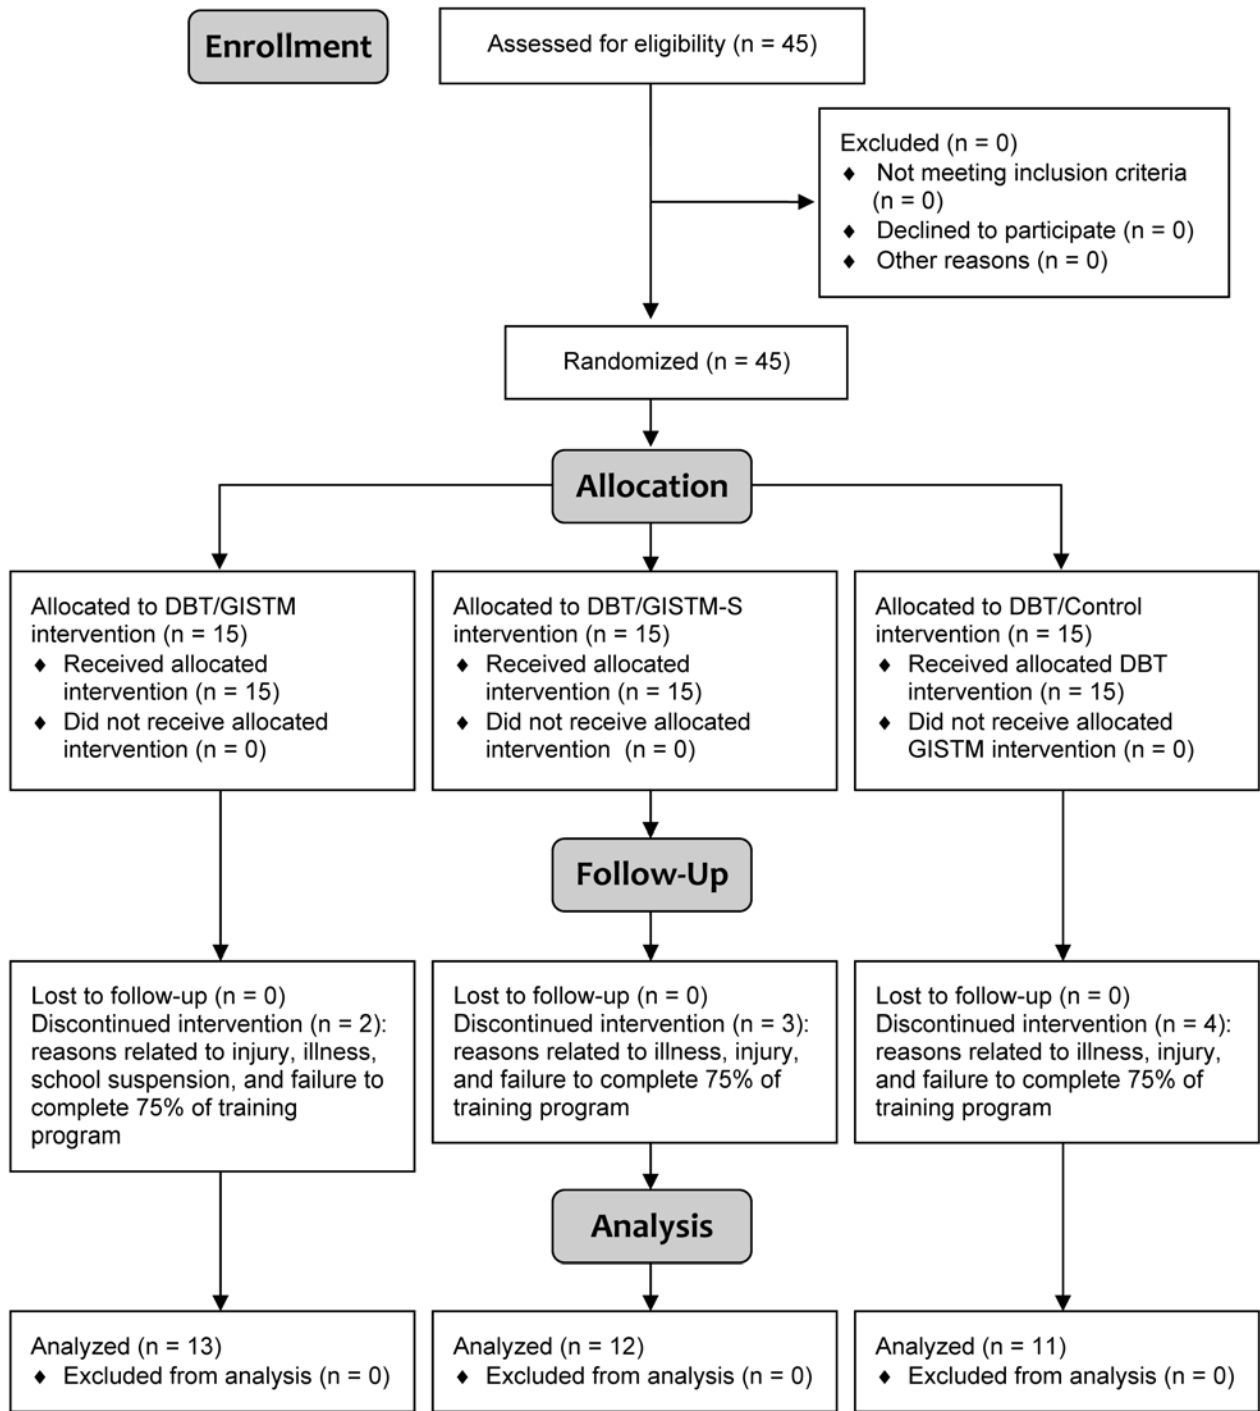 Enrollment
Assessed for eligibility (n = 45)
Excluded (n = 0)
♦ Not meeting inclusion criteria
(n = 0)
♦ Declined to participate (n = 0)
♦ Other reasons (n = 0)
Randomized (n = 45)
Allocation
Allocated to DBT/GISTM
intervention (n = 15)
♦ Received allocated
intervention (n = 15)
♦ Did not receive allocated
intervention (n = 0)
Allocated to DBT/GISTM-S
intervention (n = 15)
♦ Received allocated
intervention (n = 15)
♦ Did not receive allocated
intervention (n = 0)
Allocated to DBT/Control
intervention (n = 15)
♦ Received allocated DBT
intervention (n = 15)
♦ Did not receive allocated
GISTM intervention (n = 0)
Follow-Up
Lost to follow-up (n = 0)
Discontinued intervention (n = 2):
reasons related to injury, illness,
school suspension, and failure to
complete 75% of training
program
Lost to follow-up (n = 0)
Discontinued intervention (n = 3):
reasons related to illness, injury,
and failure to complete 75% of
training program
Lost to follow-up (n = 0)
Discontinued intervention (n = 4):
reasons related to illness, injury,
and failure to complete 75% of
training program
Analysis
Analyzed (n = 13)
♦ Excluded from analysis (n = 0)
Analyzed (n = 12)
♦ Excluded from analysis (n = 0)
Analyzed (n = 11)
♦ Excluded from analysis (n = 0)